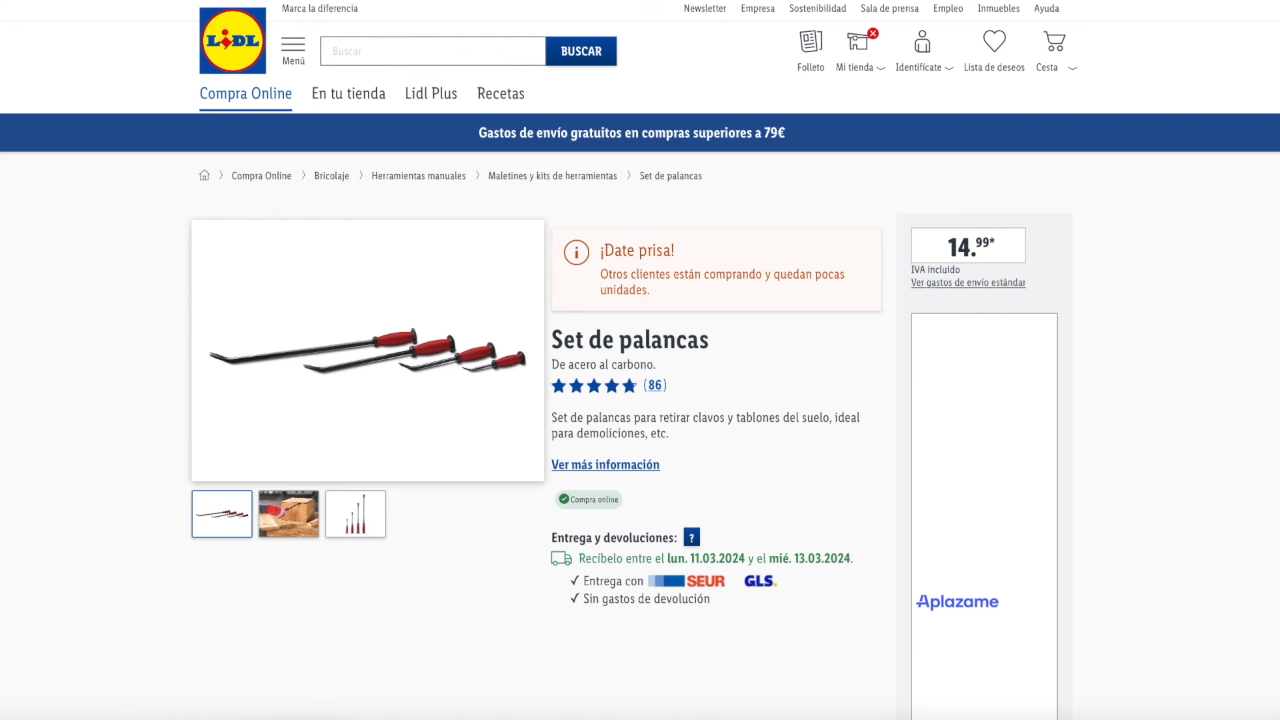 Marca la diferencia
Newsletter Empresa Sostenibilidad Sala de prensa Empleo Inmuebles Ayuda
LIDL
Menú
Buscar
BUSCAR
Folleto Mi tienda Identifícate Lista de deseos Cesta
Compra Online En tu tienda Lidl Plus Recetas
Gastos de envío gratuitos en compras superiores a 79€
Compra Online Bricolaje Herramientas manuales Maletines y kits de herramientas Set de palancas
¡Date prisa!
Otros clientes están comprando y quedan pocas
unidades.
14.99*
IVA incluido
Ver gastos de envío estándar
Set de palancas
De acero al carbono.
(86)
Set de palancas para retirar clavos y tablones del suelo, ideal
para demoliciones, etc.
Ver más información
Compra online
Entrega y devoluciones: ?
Recíbelo entre el lun. 11.03.2024 y el mié. 13.03.2024.
✓ Entrega con SEUR GLS.
✓ Sin gastos de devolución
Aplazame